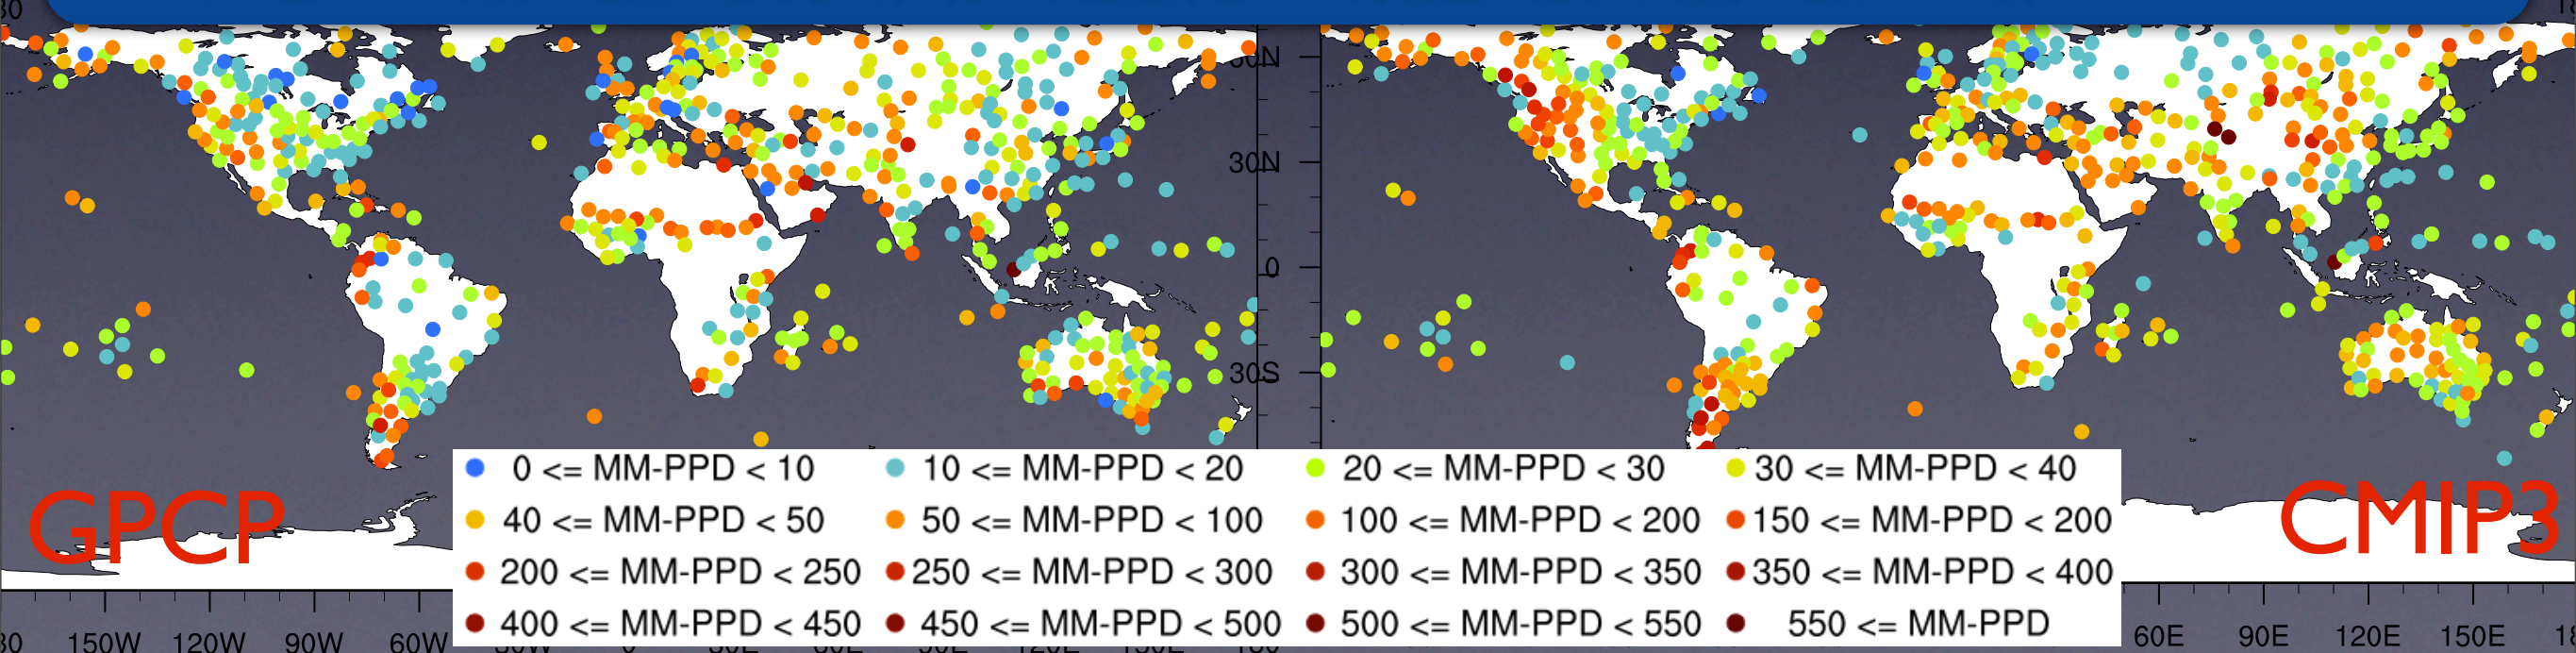 30N
0
30S
GPCP
CMIP3
0 <= MM-PPD < 10
10 <= MM-PPD < 20
20 <= MM-PPD < 30
30 <= MM-PPD < 40
40 <= MM-PPD < 50
50 <= MM-PPD < 100
100 <= MM-PPD < 200
150 <= MM-PPD < 200
200 <= MM-PPD < 250
250 <= MM-PPD < 300
300 <= MM-PPD < 350
350 <= MM-PPD < 400
400 <= MM-PPD < 450
450 <= MM-PPD < 500
500 <= MM-PPD < 550
550 <= MM-PPD
150W 120W 90W 60W
60E 90E 120E 150E